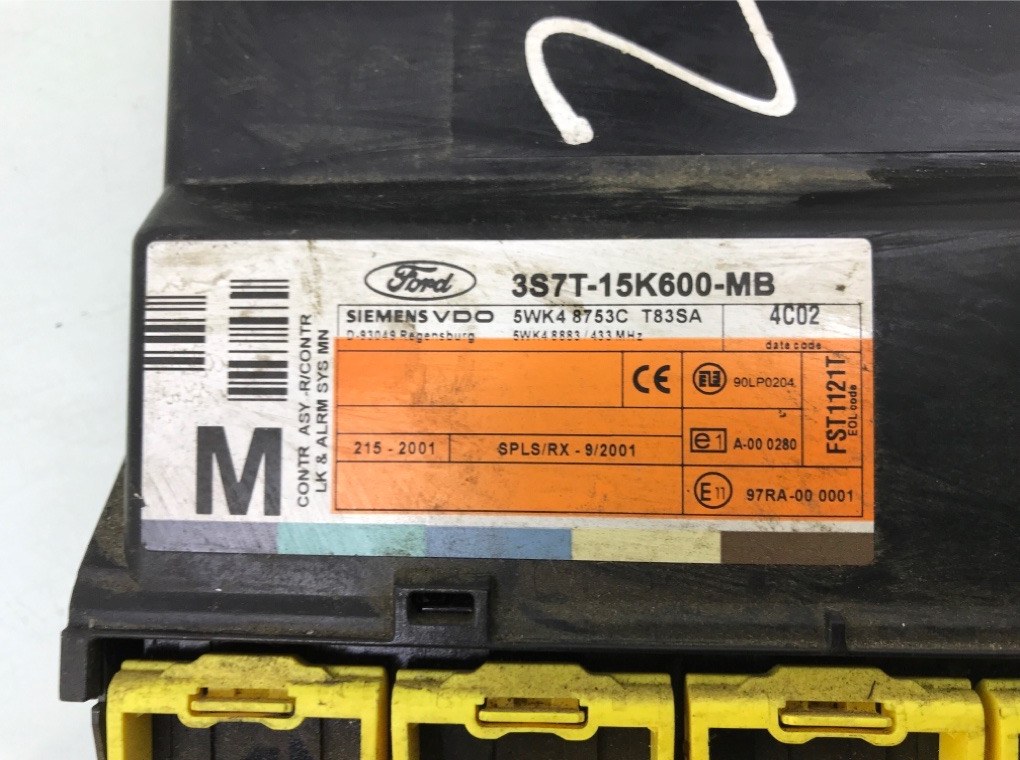 Ford
3S7T-15K600-MB
SIEMENS VDO 5WK4 8753C T83SA 4C02
D-93049 Regensburg 5WK4 8883 / 433 MHz date code
CE 90LP0204
e1 A-00 0280
215 - 2001 SPLS/RX - 9/2001
E11 97RA-00 0001
FST1121T
EOL code
M
CONTR ASY -R/CONTR
LK & ALRM SYS MN